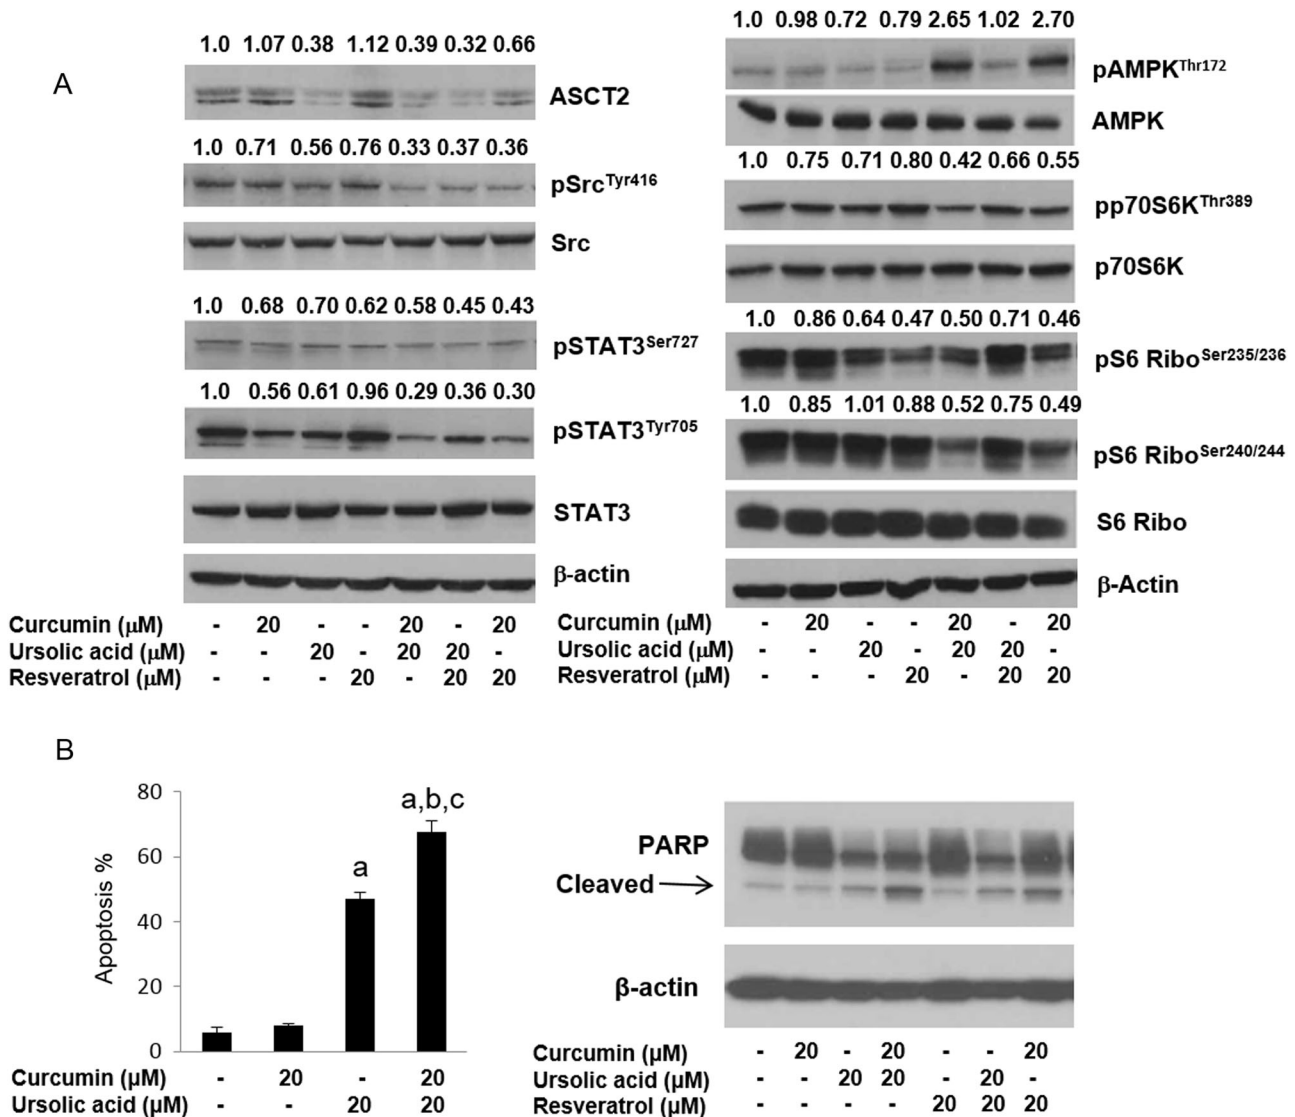 A
1.0 1.07 0.38 1.12 0.39 0.32 0.66
ASCT2
1.0 0.71 0.56 0.76 0.33 0.37 0.36
pSrcTyr416
Src
1.0 0.68 0.70 0.62 0.58 0.45 0.43
pSTAT3Ser727
1.0 0.56 0.61 0.96 0.29 0.36 0.30
pSTAT3Tyr705
STAT3
β-actin
Curcumin (µM) - 20 - - 20 - 20
Ursolic acid (µM) - - 20 - 20 20 -
Resveratrol (µM) - - - 20 - 20 20
1.0 0.98 0.72 0.79 2.65 1.02 2.70
pAMPKThr172
AMPK
1.0 0.75 0.71 0.80 0.42 0.66 0.55
pp70S6KThr389
p70S6K
1.0 0.86 0.64 0.47 0.50 0.71 0.46
pS6 RiboSer235/236
1.0 0.85 1.01 0.88 0.52 0.75 0.49
pS6 RiboSer240/244
S6 Ribo
β-Actin
Curcumin (µM) - 20 - - 20 - 20
Ursolic acid (µM) - - 20 - 20 20 -
Resveratrol (µM) - - - 20 - 20 20
B
Apoptosis %
80
60
40
20
0
a
a,b,c
Curcumin (µM) - 20 - 20
Ursolic acid (µM) - - 20 20
PARP
Cleaved
β-actin
Curcumin (µM) - 20 - 20 - - 20
Ursolic acid (µM) - - 20 20 - 20 -
Resveratrol (µM) - - - - 20 20 20